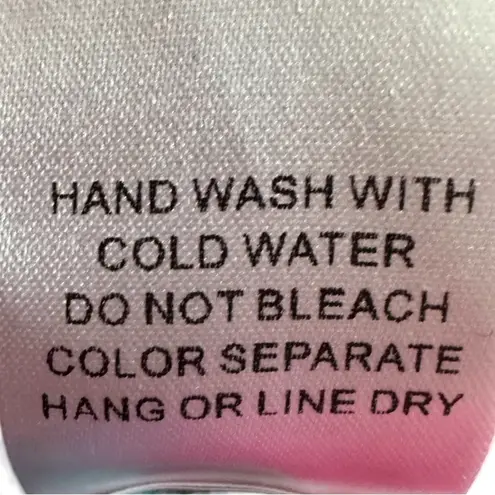 HAND WASH WITH
COLD WATER
DO NOT BLEACH
COLOR SEPARATE
HANG OR LINE DRY